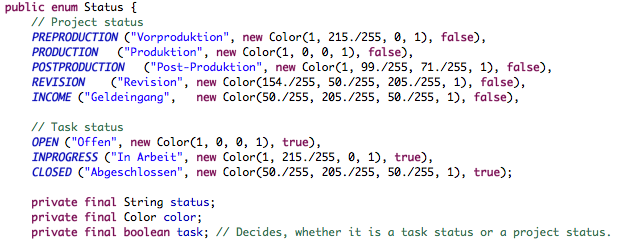 public enum Status {
// Project status
PREPRODUCTION ("Vorproduktion", new Color(1, 215./255, 0, 1), false),
PRODUCTION ("Produktion", new Color(1, 0, 0, 1), false),
POSTPRODUCTION ("Post-Produktion", new Color(1, 99./255, 71./255, 1), false),
REVISION ("Revision", new Color(154./255, 50./255, 205./255, 1), false),
INCOME ("Geldeingang", new Color(50./255, 205./255, 50./255, 1), false),
// Task status
OPEN ("Offen", new Color(1, 0, 0, 1), true),
INPROGRESS ("In Arbeit", new Color(1, 215./255, 0, 1), true),
CLOSED ("Abgeschlossen", new Color(50./255, 205./255, 50./255, 1), true);
private final String status;
private final Color color;
private final boolean task; // Decides, whether it is a task status or a project status.